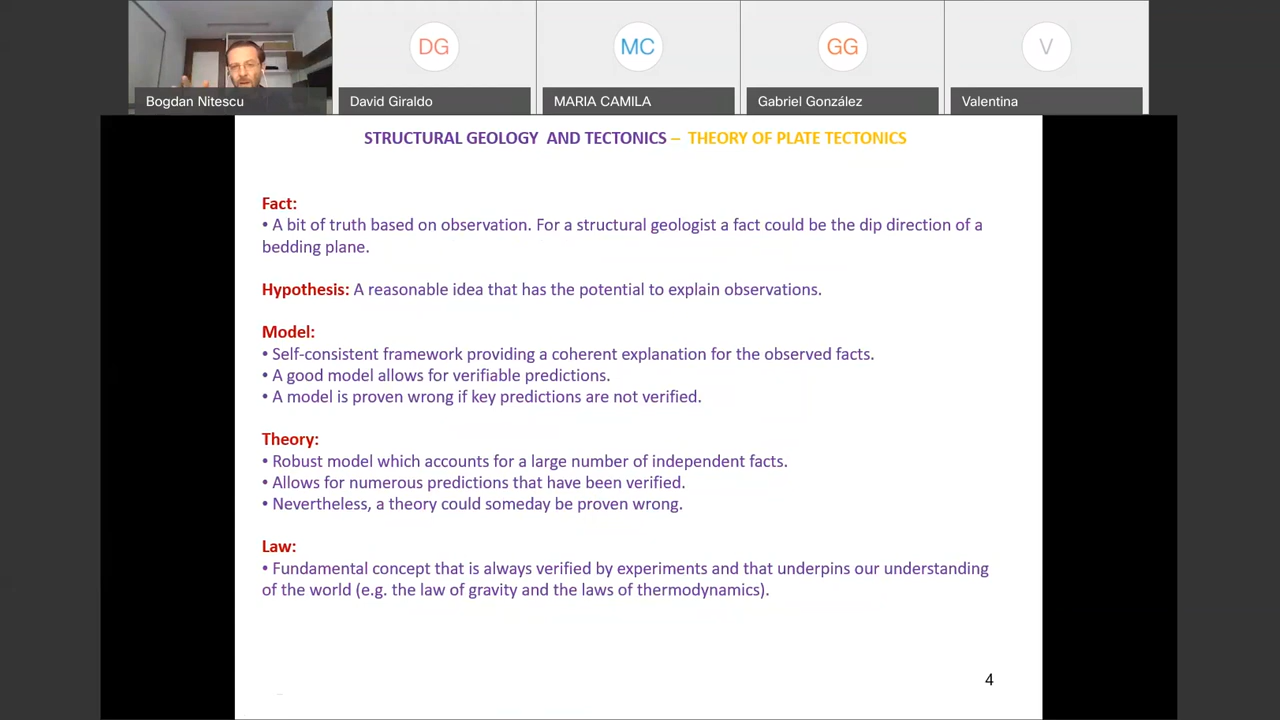 DG
MC
GG
V
Bogdan Nitescu
David Giraldo
MARIA CAMILA
Gabriel González
Valentina
STRUCTURAL GEOLOGY AND TECTONICS – THEORY OF PLATE TECTONICS
Fact:
• A bit of truth based on observation. For a structural geologist a fact could be the dip direction of a
bedding plane.
Hypothesis: A reasonable idea that has the potential to explain observations.
Model:
• Self-consistent framework providing a coherent explanation for the observed facts.
• A good model allows for verifiable predictions.
• A model is proven wrong if key predictions are not verified.
Theory:
• Robust model which accounts for a large number of independent facts.
• Allows for numerous predictions that have been verified.
• Nevertheless, a theory could someday be proven wrong.
Law:
• Fundamental concept that is always verified by experiments and that underpins our understanding
of the world (e.g. the law of gravity and the laws of thermodynamics).
4